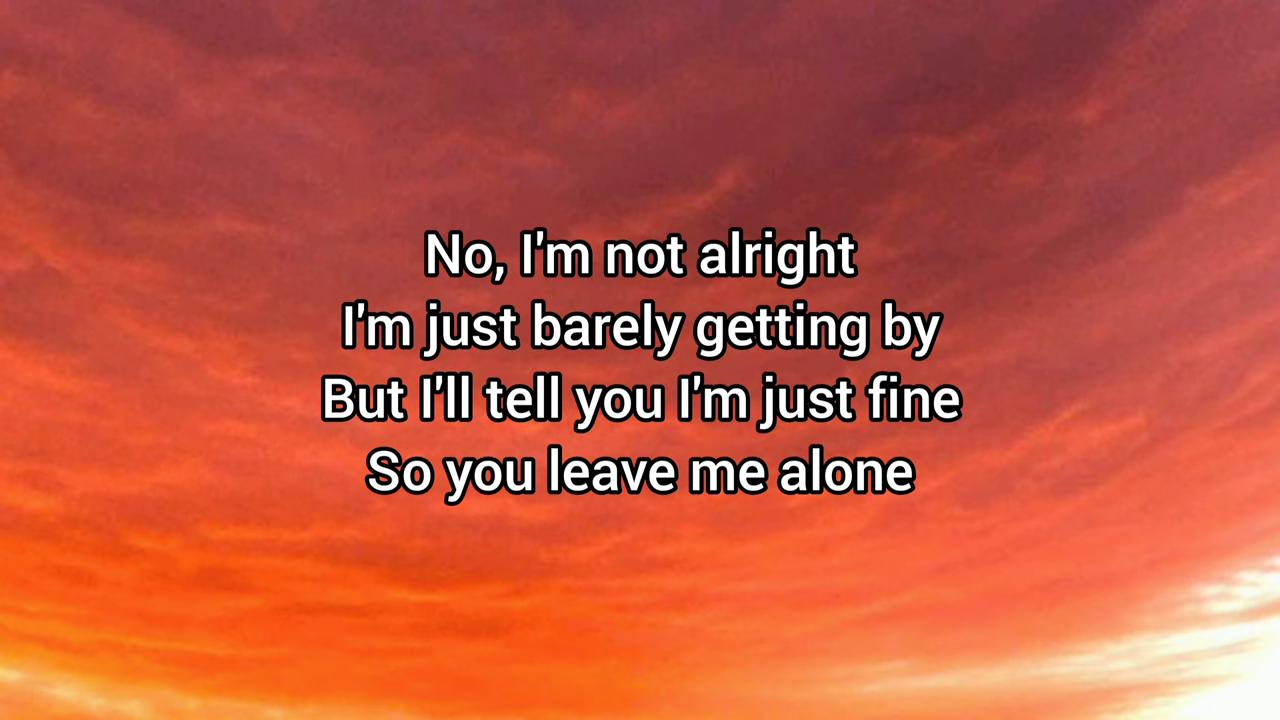 No, I'm not alright
I'm just barely getting by
But I'll tell you I'm just fine
So you leave me alone